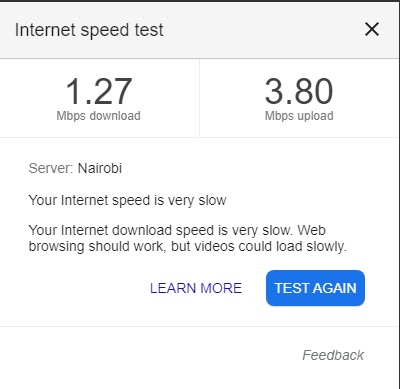 Internet speed test
1.27
Mbps download
3.80
Mbps upload
Server: Nairobi
Your Internet speed is very slow
Your Internet download speed is very slow. Web
browsing should work, but videos could load slowly.
LEARN MORE
TEST AGAIN
Feedback